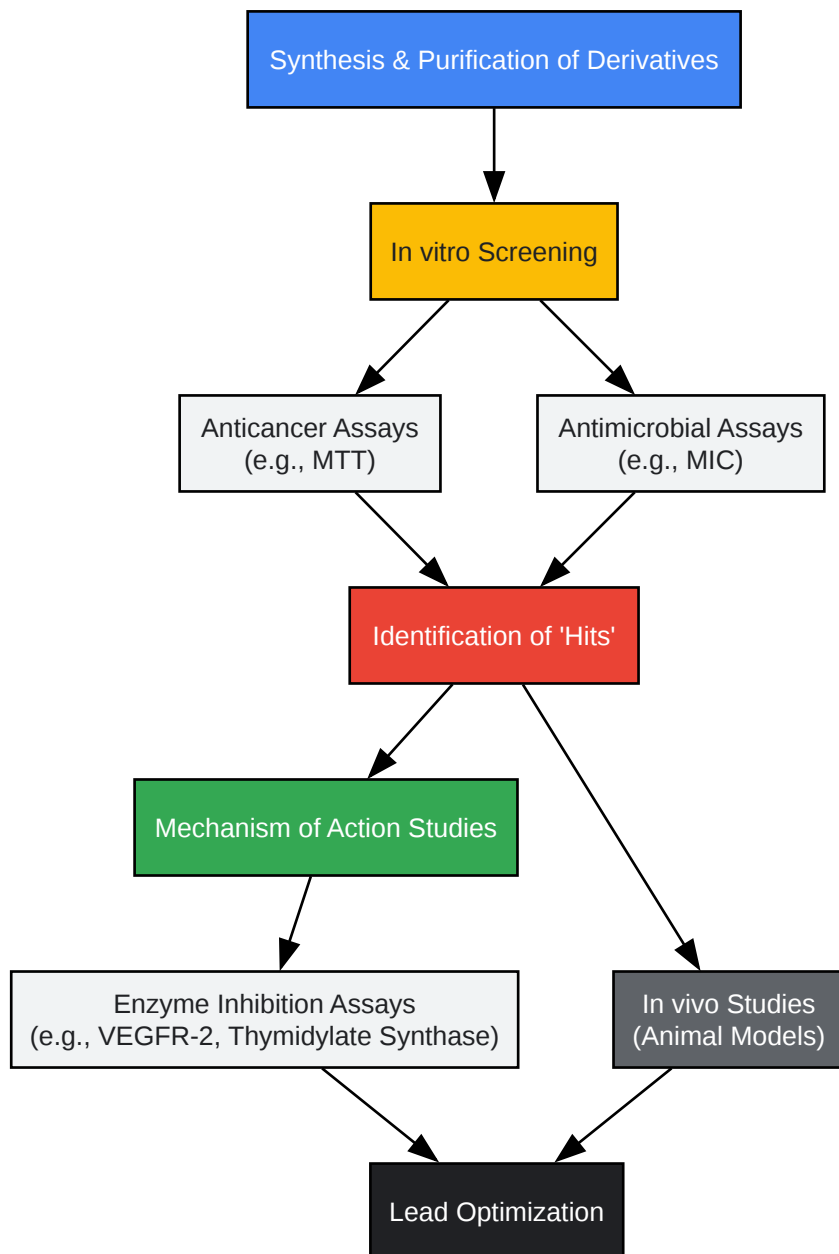 Synthesis & Purification of Derivatives
In vitro Screening
Anticancer Assays
(e.g., MTT)
Antimicrobial Assays
(e.g., MIC)
Identification of 'Hits'
Mechanism of Action Studies
Enzyme Inhibition Assays
(e.g., VEGFR-2, Thymidylate Synthase)
In vivo Studies
(Animal Models)
Lead Optimization